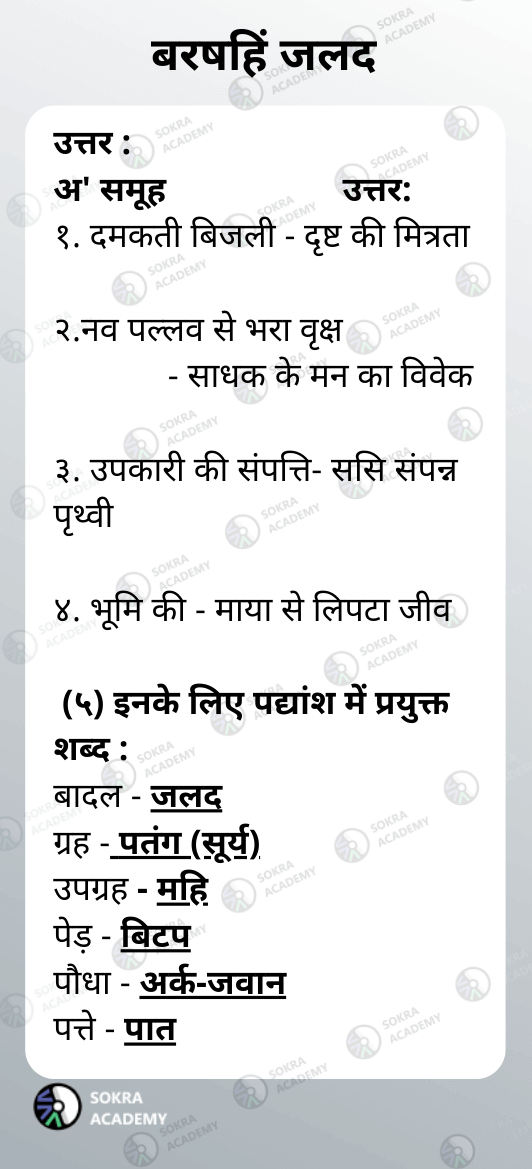 बरषहिं जलद
उत्तर :
अ' समूह उत्तर:
१. दमकती बिजली - दृष्ट की मित्रता
२.नव पल्लव से भरा वृक्ष
- साधक के मन का विवेक
३. उपकारी की संपत्ति- ससि संपन्न
पृथ्वी
४. भूमि की - माया से लिपटा जीव
(५) इनके लिए पद्यांश में प्रयुक्त
शब्द :
बादल - जलद
ग्रह - पतंग (सूर्य)
उपग्रह - महि
पेड़ - बिटप
पौधा - अर्क-जवान
पत्ते - पात
SOKRA
ACADEMY